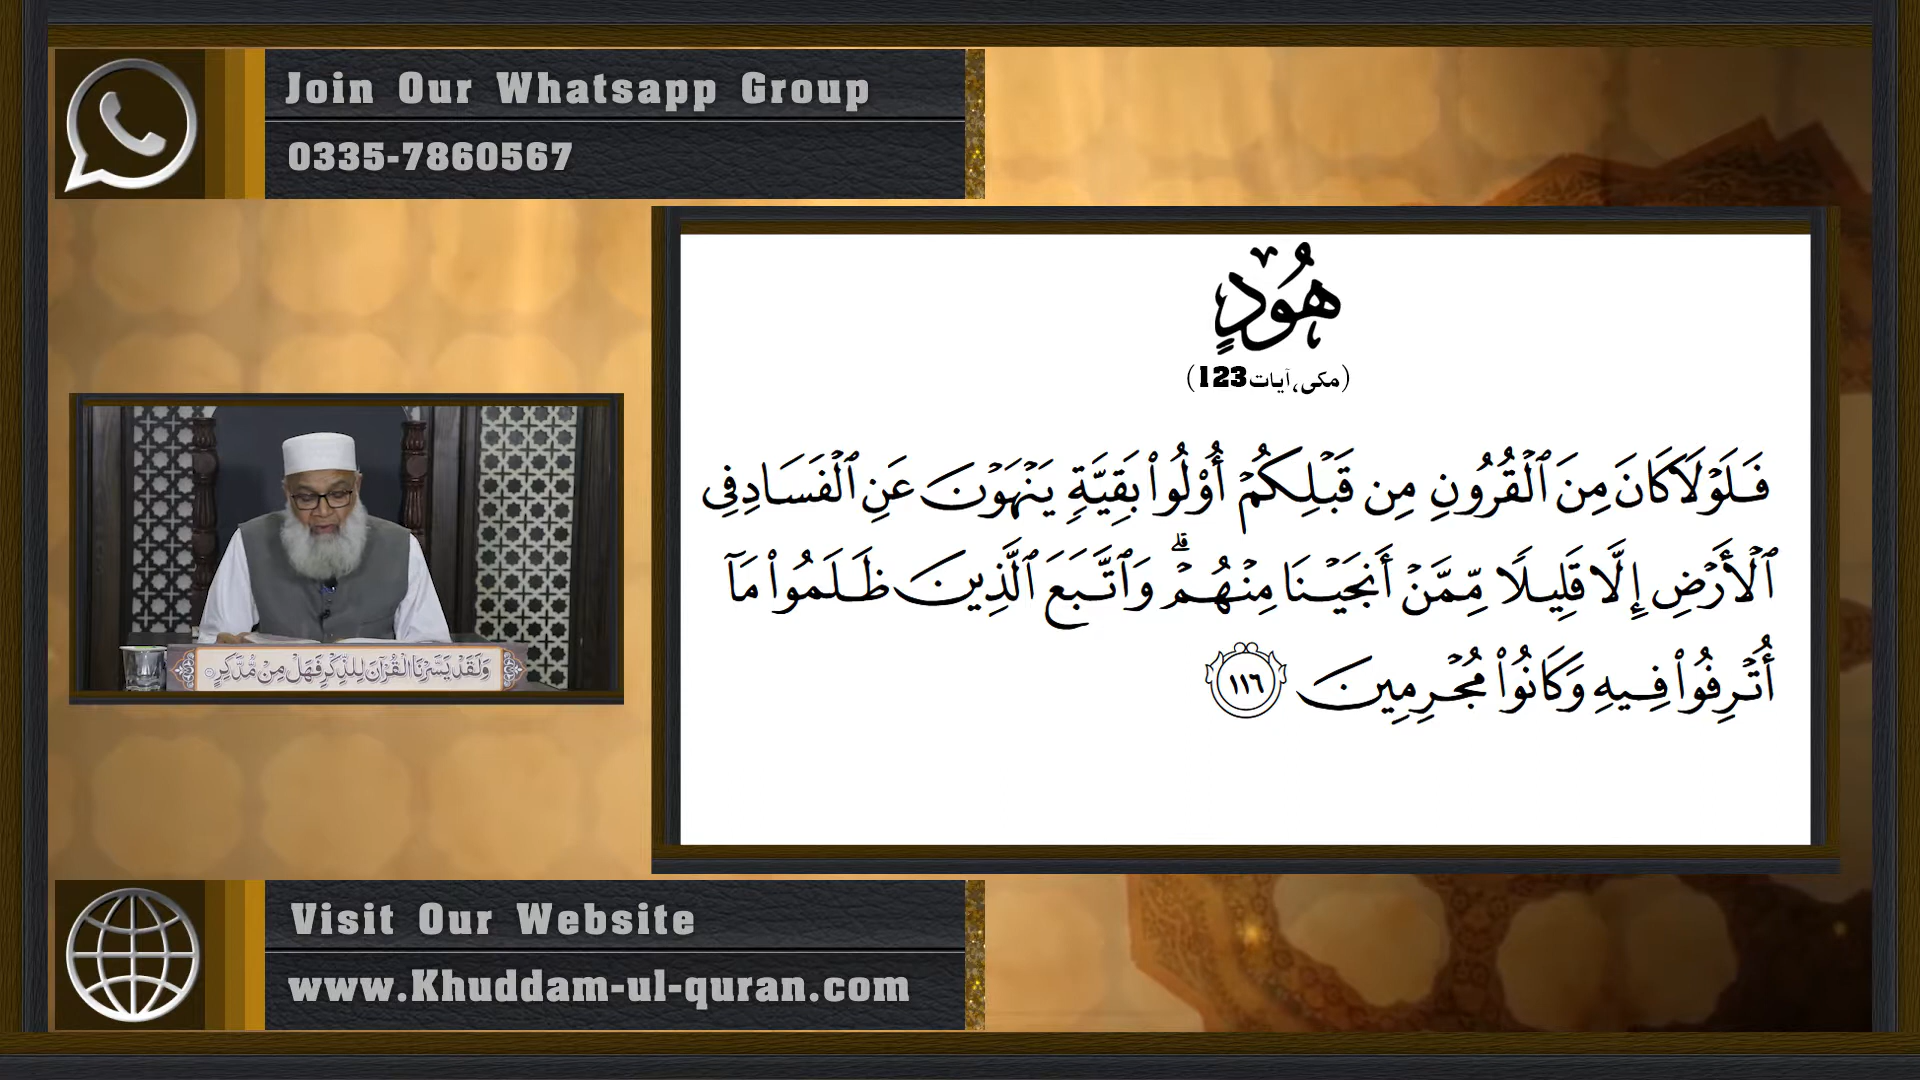 Join Our Whatsapp Group
0335-7860567
هُودٍ
(مکی، آیات 123)
فَلَوْلَا كَانَ مِنَ ٱلْقُرُونِ مِن قَبْلِكُمْ أُو۟لُوا۟ بَقِيَّةٍ يَنْهَوْنَ عَنِ ٱلْفَسَادِ فِى
ٱلْأَرْضِ إِلَّا قَلِيلًا مِّمَّنْ أَنجَيْنَا مِنْهُمْ ۗ وَٱتَّبَعَ ٱلَّذِينَ ظَلَمُوا۟ مَآ
أُتْرِفُوا۟ فِيهِ وَكَانُوا۟ مُجْرِمِينَ ١١٦
وَلَقَدْ يَسَّرْنَا الْقُرْآنَ لِلذِّكْرِ فَهَلْ مِنْ مُّدَّكِرٍ
Visit Our Website
www.Khuddam-ul-quran.com